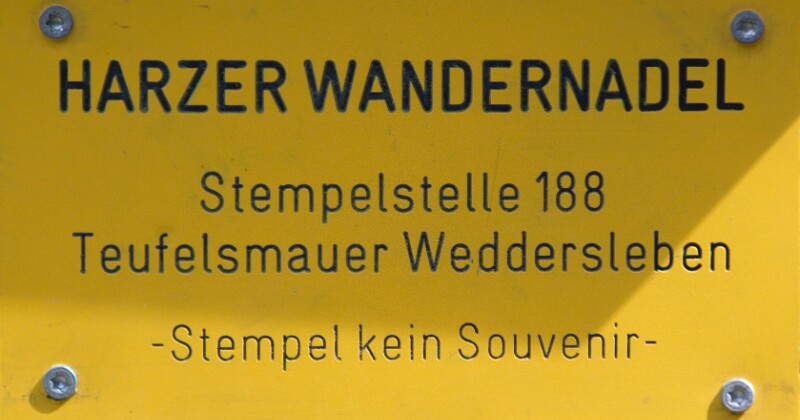 HARZER WANDERNADEL
Stempelstelle 188
Teufelsmauer Weddersleben
-Stempel kein Souvenir-